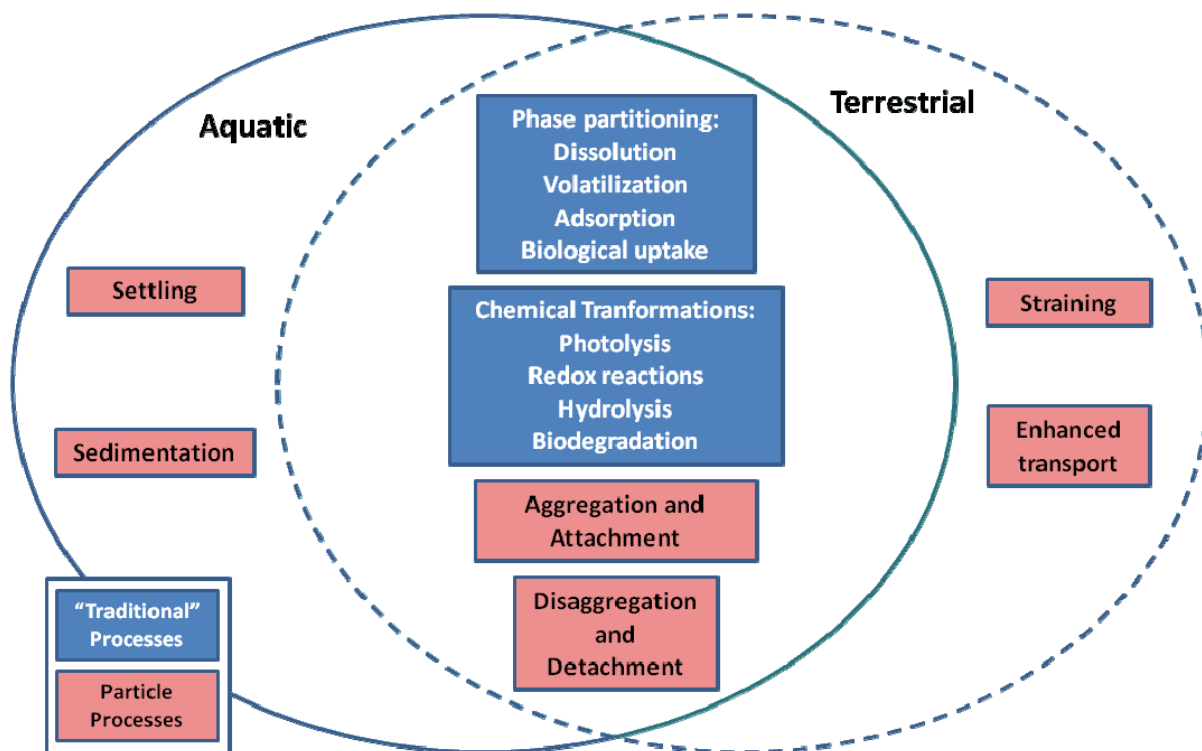 Aquatic
Terrestrial
Phase partitioning:
Dissolution
Volatilization
Adsorption
Biological uptake
Settling
Straining
Chemical Tranformations:
Photolysis
Redox reactions
Hydrolysis
Biodegradation
Sedimentation
Enhanced
transport
Aggregation and
Attachment
Disaggregation
and
Detachment
“Traditional”
Processes
Particle
Processes